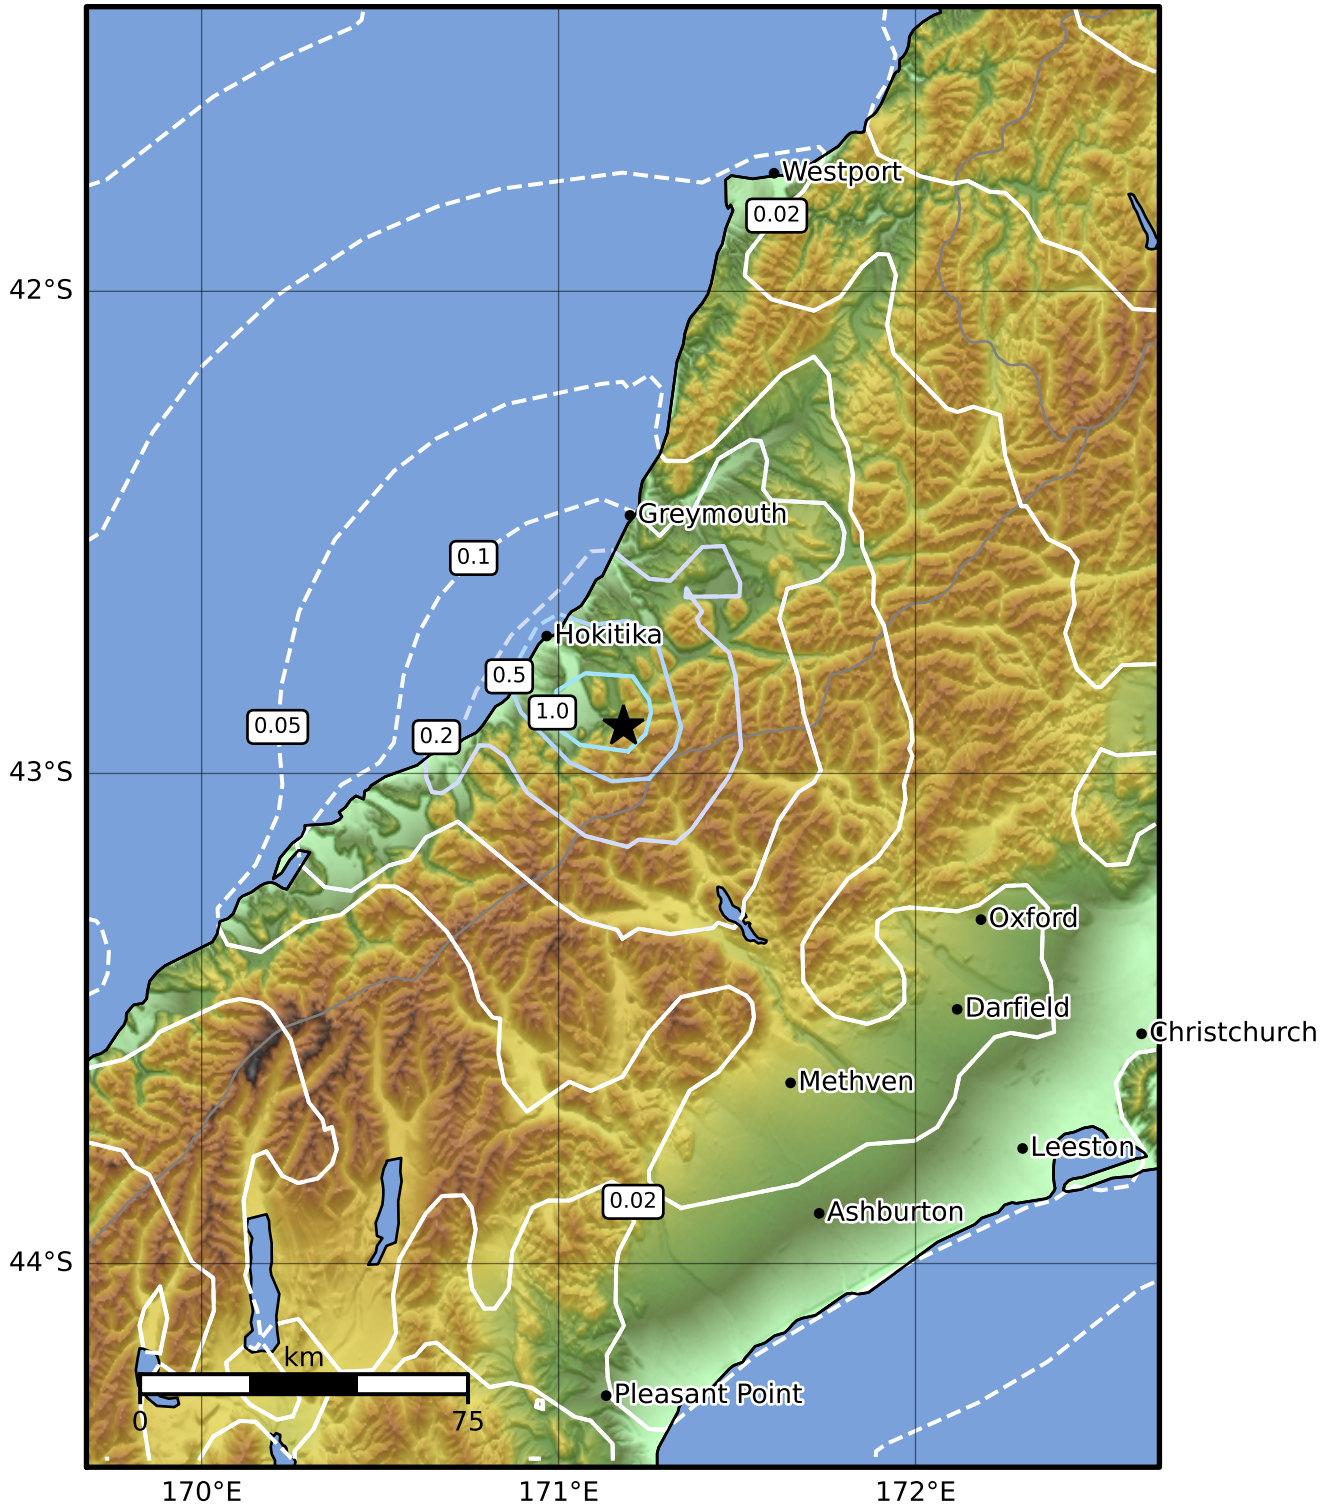 Westport
0.02
42°S
Greymouth
0.1
Hokitika
0.5
1.0
0.05
0.2
43°S
Oxford
Darfield
Christchurch
Methven
Leeston
0.02
Ashburton
44°S
km
0 75
Pleasant Point
170°E 171°E 172°E